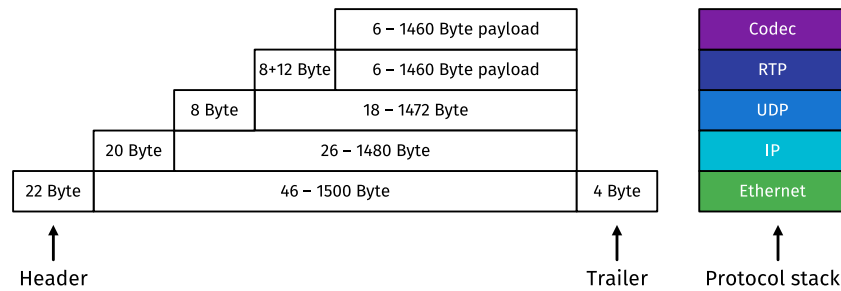 6 – 1460 Byte payload
Codec
8+12 Byte
6 – 1460 Byte payload
RTP
8 Byte
18 – 1472 Byte
UDP
20 Byte
26 – 1480 Byte
IP
22 Byte
46 – 1500 Byte
4 Byte
Ethernet
Header
Trailer
Protocol stack